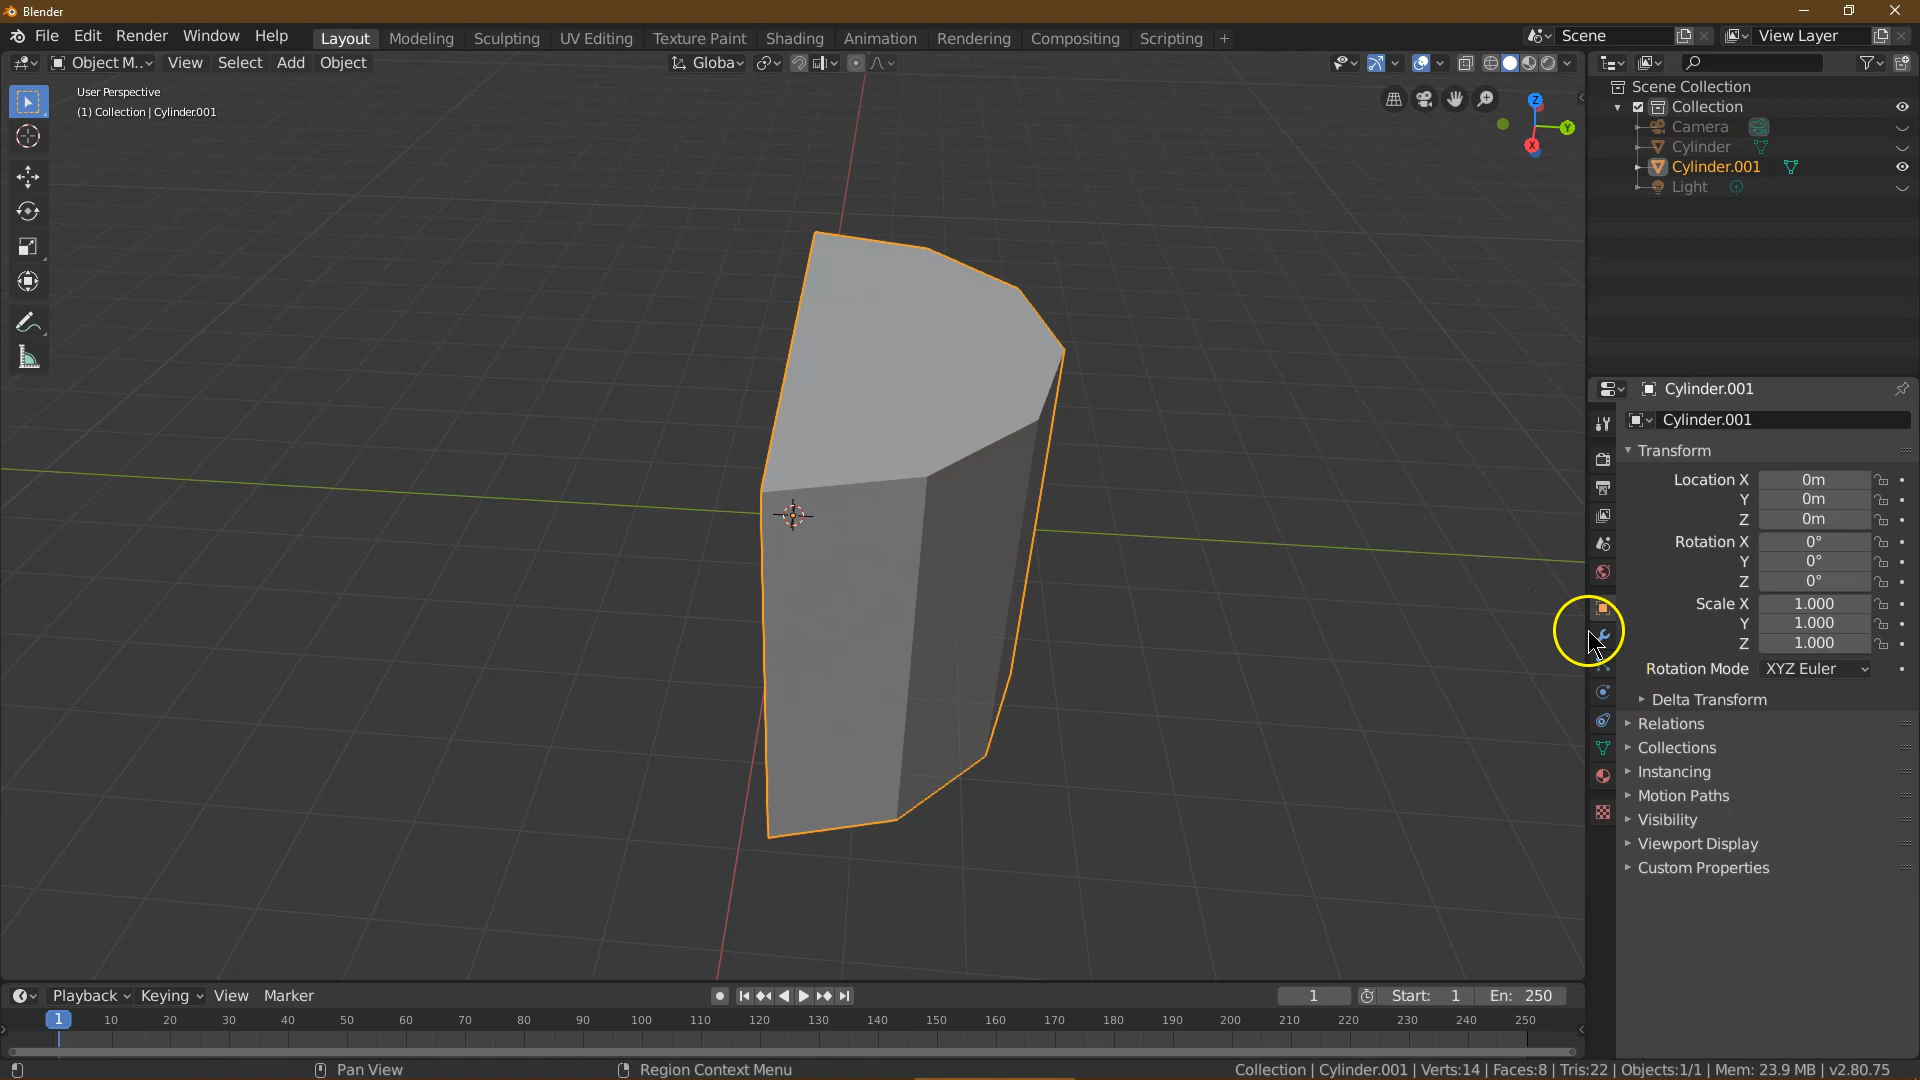 Blender
File Edit Render Window Help Layout Modeling Sculpting UV Editing Texture Paint Shading Animation Rendering Compositing Scripting + Scene View Layer
Object M.. View Select Add Object Globa
User Perspective
(1) Collection | Cylinder.001
Z
Y
X
Scene Collection
Collection
Camera
Cylinder
Cylinder.001
Light
Cylinder.001
Cylinder.001
Transform
Location X 0m
Y 0m
Z 0m
Rotation X 0°
Y 0°
Z 0°
Scale X 1.000
Y 1.000
Z 1.000
Rotation Mode XYZ Euler
Delta Transform
Relations
Collections
Instancing
Motion Paths
Visibility
Viewport Display
Custom Properties
Playback Keying View Marker 1 Start: 1 En: 250
1 10 20 30 40 50 60 70 80 90 100 110 120 130 140 150 160 170 180 190 200 210 220 230 240 250
Pan View Region Context Menu Collection | Cylinder.001 | Verts:14 | Faces:8 | Tris:22 | Objects:1/1 | Mem: 23.9 MB | v2.80.75